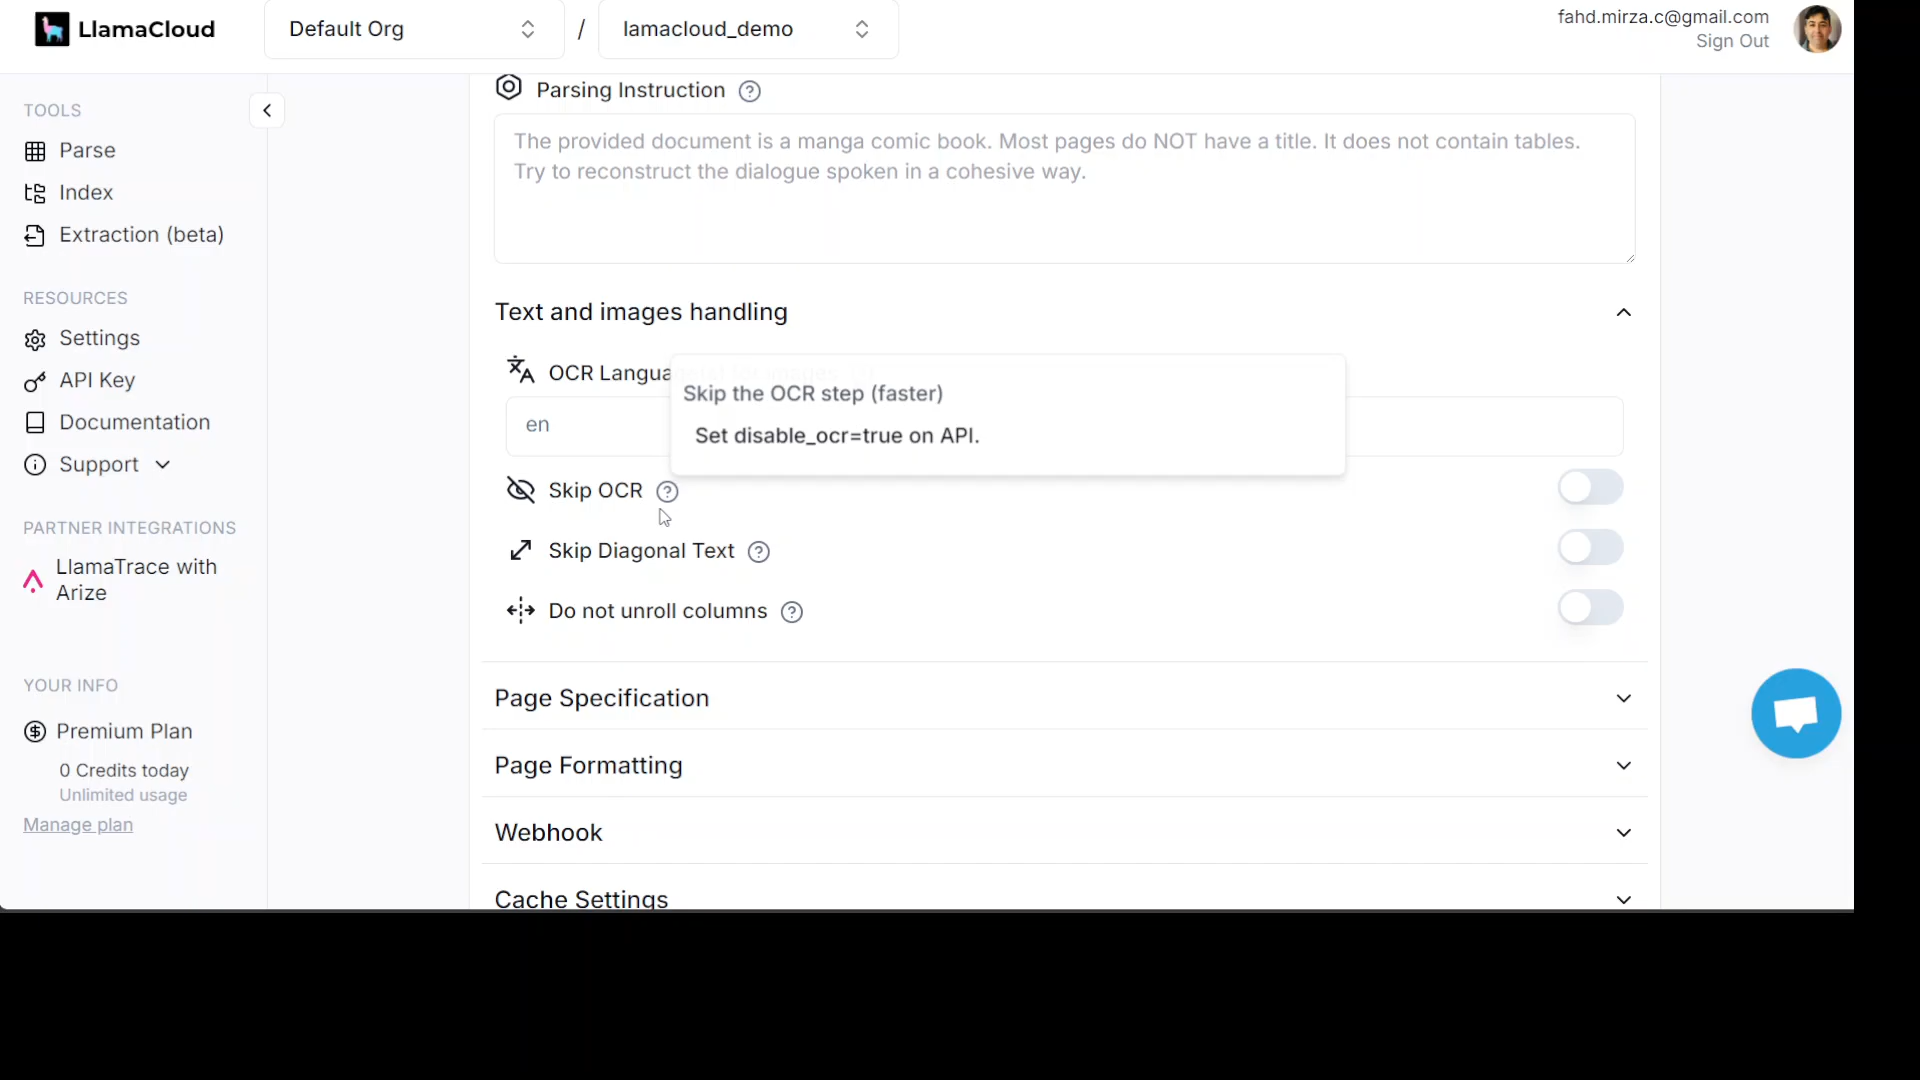 LlamaCloud
Default Org
/
lamacloud_demo
fahd.mirza.c@gmail.com
Sign Out
TOOLS
Parse
Index
Extraction (beta)
RESOURCES
Settings
API Key
Documentation
Support
PARTNER INTEGRATIONS
LlamaTrace with
Arize
YOUR INFO
Premium Plan
0 Credits today
Unlimited usage
Manage plan
Parsing Instruction
The provided document is a manga comic book. Most pages do NOT have a title. It does not contain tables.
Try to reconstruct the dialogue spoken in a cohesive way.
Text and images handling
OCR Langua
Skip the OCR step (faster)
en
Set disable_ocr=true on API.
Skip OCR
Skip Diagonal Text
Do not unroll columns
Page Specification
Page Formatting
Webhook
Cache Settings